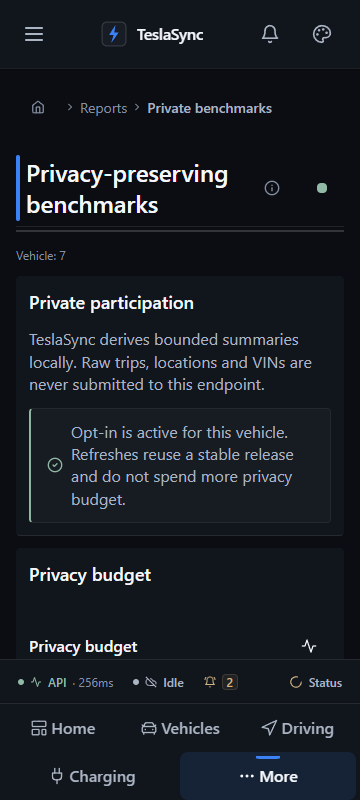 TeslaSync
Reports
Private benchmarks
Privacy-preserving
benchmarks
Vehicle: 7
Private participation
TeslaSync derives bounded summaries
locally. Raw trips, locations and VINs are
never submitted to this endpoint.
Opt-in is active for this vehicle.
Refreshes reuse a stable release
and do not spend more privacy
budget.
Privacy budget
Privacy budget
API · 256ms
Idle
2
Status
Home
Vehicles
Driving
Charging
More